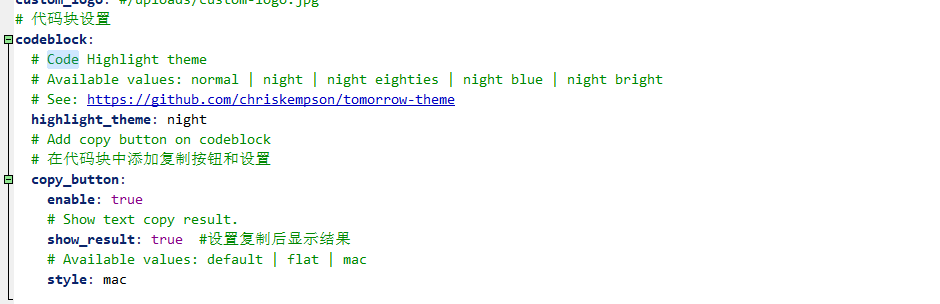 custom_logo: #/uploads/custom-logo.jpg
# 代码块设置
codeblock:
# Code Highlight theme
# Available values: normal | night | night eighties | night blue | night bright
# See: https://github.com/chriskempson/tomorrow-theme
highlight_theme: night
# Add copy button on codeblock
# 在代码块中添加复制按钮和设置
copy_button:
enable: true
# Show text copy result.
show_result: true  #设置复制后显示结果
# Available values: default | flat | mac
style: mac